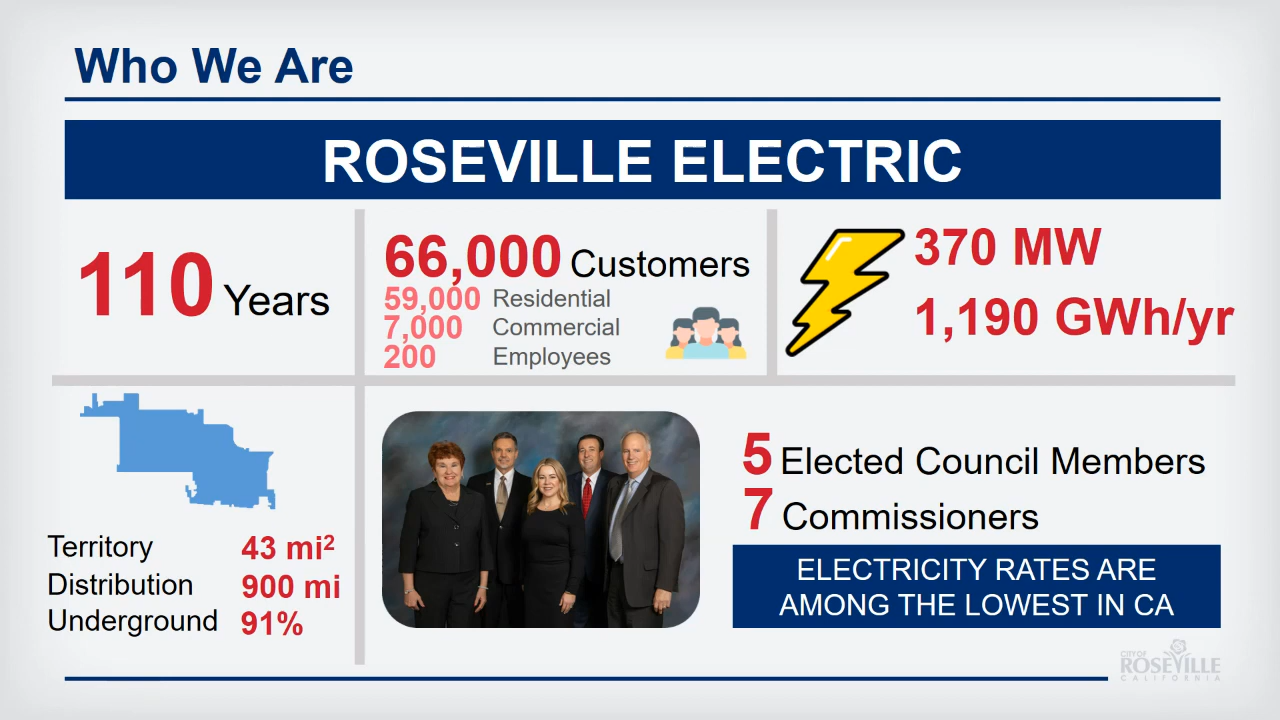 Who We Are
ROSEVILLE ELECTRIC
110 Years
66,000 Customers
59,000 Residential
7,000 Commercial
200 Employees
370 MW
1,190 GWh/yr
Territory 43 mi²
Distribution 900 mi
Underground 91%
5 Elected Council Members
7 Commissioners
ELECTRICITY RATES ARE
AMONG THE LOWEST IN CA
CITY OF
ROSEVILLE
CALIFORNIA